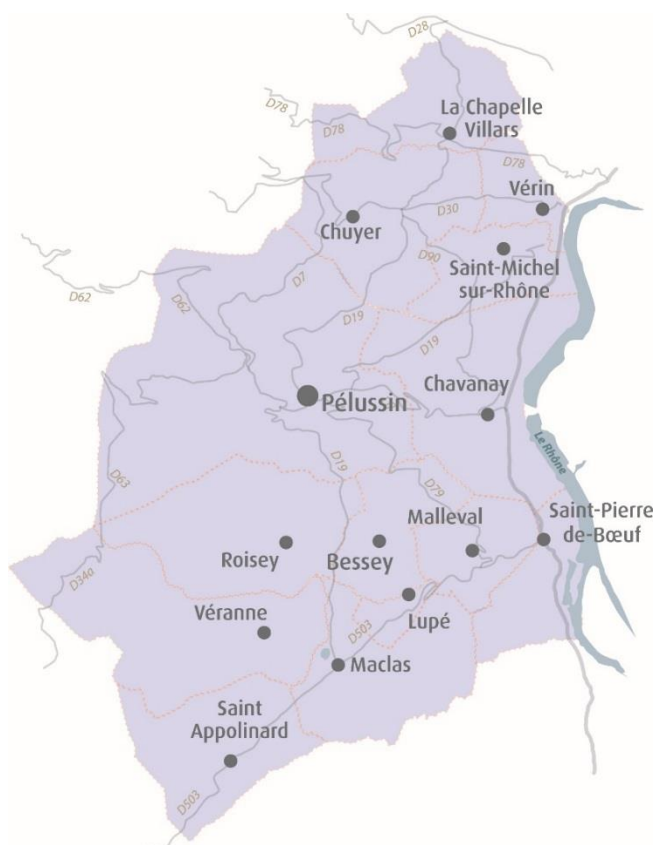 D28
La Chapelle
Villars
D78
D78
D78
Vérin
D30
Chuyer
D90
Saint-Michel
sur-Rhône
D7
D62
D62
D19
D19
Chavanay
Pélussin
Le Rhône
D19
D63
D79
Saint-Pierre
de-Bœuf
Malleval
Roisey
Bessey
D34a
Véranne
Lupé
D503
Maclas
Saint
Appolinard
D503